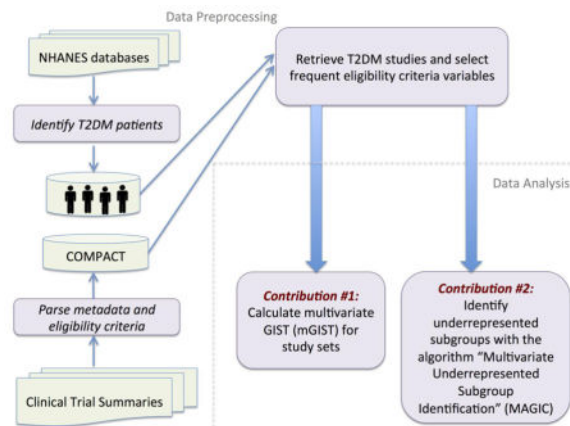 Data Preprocessing
NHANES databases
Identify T2DM patients
COMPACT
Parse metadata and
eligibility criteria
Clinical Trial Summaries
Retrieve T2DM studies and select
frequent eligibility criteria variables
Data Analysis
Contribution #1:
Calculate multivariate
GIST (mGIST) for
study sets
Contribution #2:
Identify
underrepresented
subgroups with the
algorithm "Multivariate
Underrepresented
Subgroup
Identification" (MAGIC)